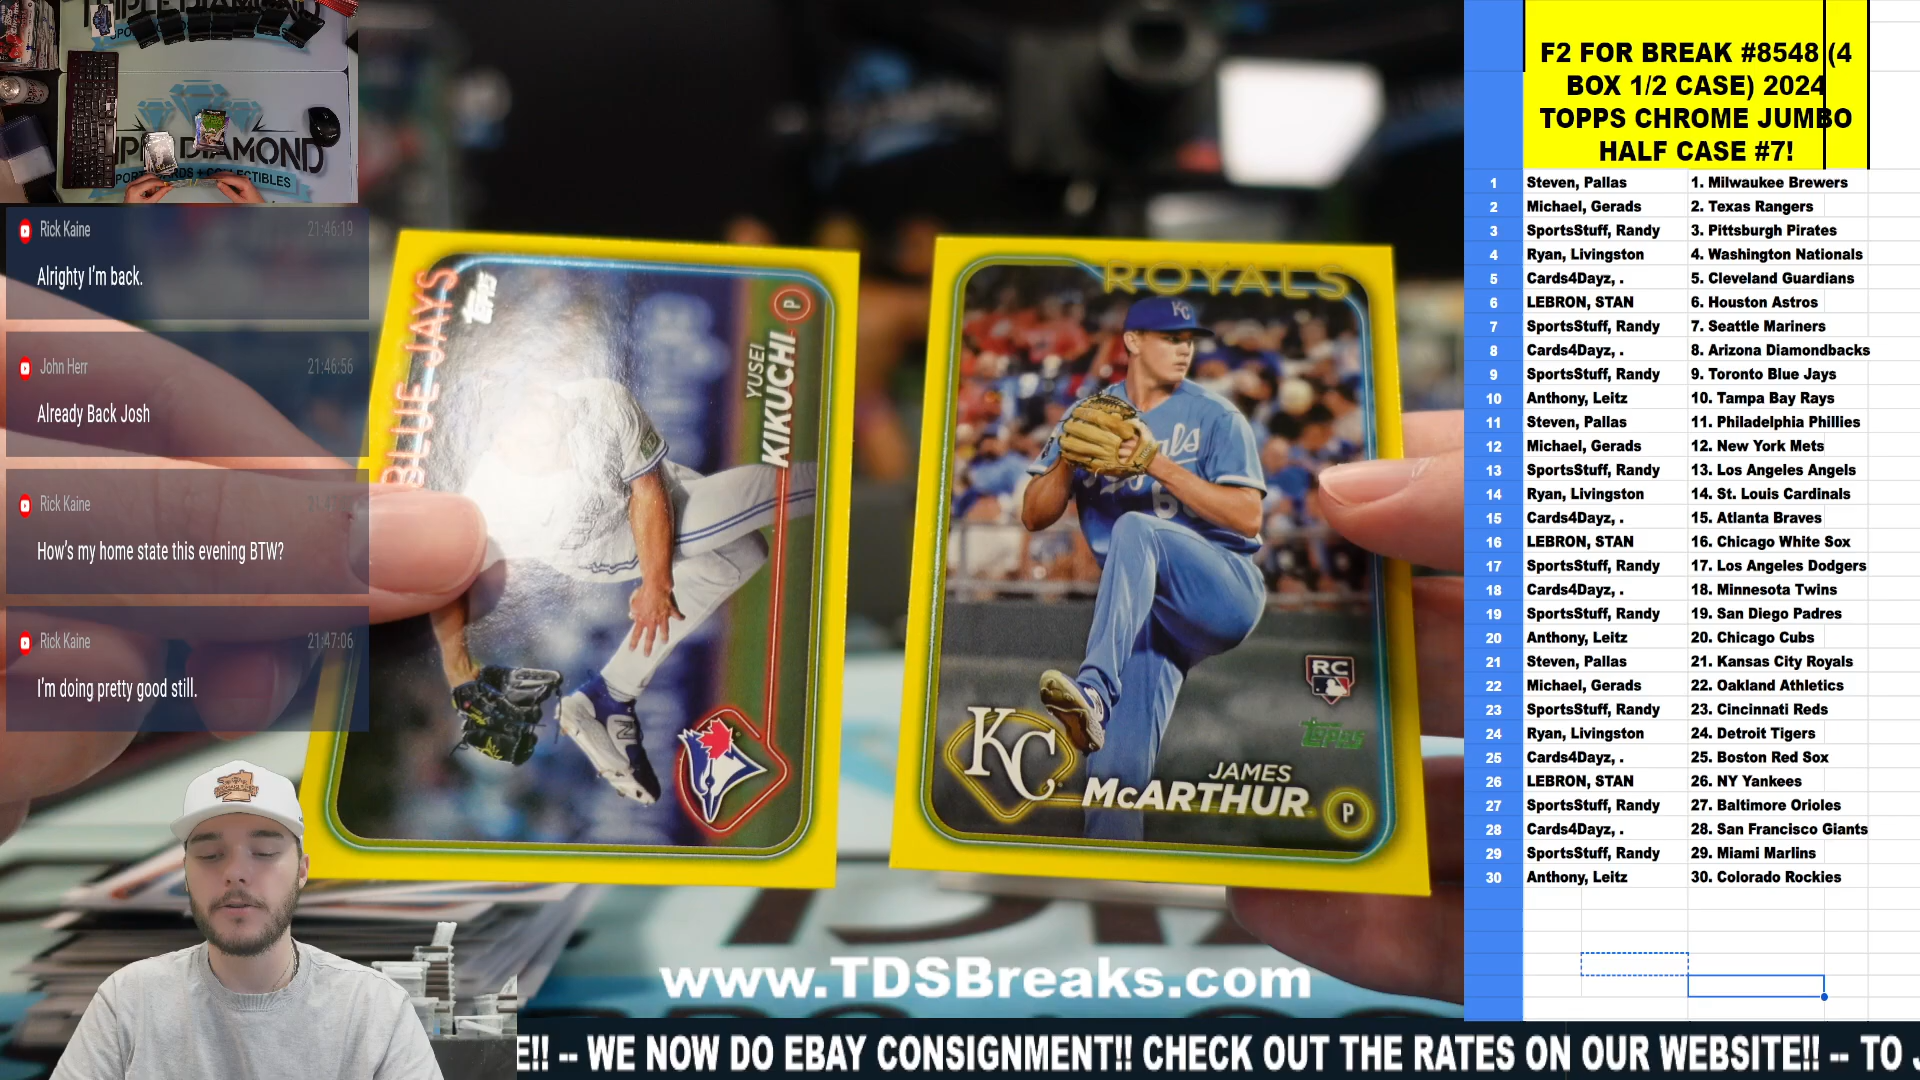 Rick Kaine 21:46:19
Alrighty I'm back.
John Herr 21:46:56
Already Back Josh
Rick Kaine
How's my home state this evening BTW?
Rick Kaine 21:47:06
I'm doing pretty good still.
BLUE JAYS
Topps
P
YUSEI
KIKUCHI
ROYALS
KC
Royals
RC
Topps
KC
JAMES
McARTHUR
P
www.TDSBreaks.com
E!! -- WE NOW DO EBAY CONSIGNMENT!! CHECK OUT THE RATES ON OUR WEBSITE!! -- TO J
F2 FOR BREAK #8548 (4
BOX 1/2 CASE) 2024
TOPPS CHROME JUMBO
HALF CASE #7!
1 Steven, Pallas 1. Milwaukee Brewers
2 Michael, Gerads 2. Texas Rangers
3 SportsStuff, Randy 3. Pittsburgh Pirates
4 Ryan, Livingston 4. Washington Nationals
5 Cards4Dayz, . 5. Cleveland Guardians
6 LEBRON, STAN 6. Houston Astros
7 SportsStuff, Randy 7. Seattle Mariners
8 Cards4Dayz, . 8. Arizona Diamondbacks
9 SportsStuff, Randy 9. Toronto Blue Jays
10 Anthony, Leitz 10. Tampa Bay Rays
11 Steven, Pallas 11. Philadelphia Phillies
12 Michael, Gerads 12. New York Mets
13 SportsStuff, Randy 13. Los Angeles Angels
14 Ryan, Livingston 14. St. Louis Cardinals
15 Cards4Dayz, . 15. Atlanta Braves
16 LEBRON, STAN 16. Chicago White Sox
17 SportsStuff, Randy 17. Los Angeles Dodgers
18 Cards4Dayz, . 18. Minnesota Twins
19 SportsStuff, Randy 19. San Diego Padres
20 Anthony, Leitz 20. Chicago Cubs
21 Steven, Pallas 21. Kansas City Royals
22 Michael, Gerads 22. Oakland Athletics
23 SportsStuff, Randy 23. Cincinnati Reds
24 Ryan, Livingston 24. Detroit Tigers
25 Cards4Dayz, . 25. Boston Red Sox
26 LEBRON, STAN 26. NY Yankees
27 SportsStuff, Randy 27. Baltimore Orioles
28 Cards4Dayz, . 28. San Francisco Giants
29 SportsStuff, Randy 29. Miami Marlins
30 Anthony, Leitz 30. Colorado Rockies